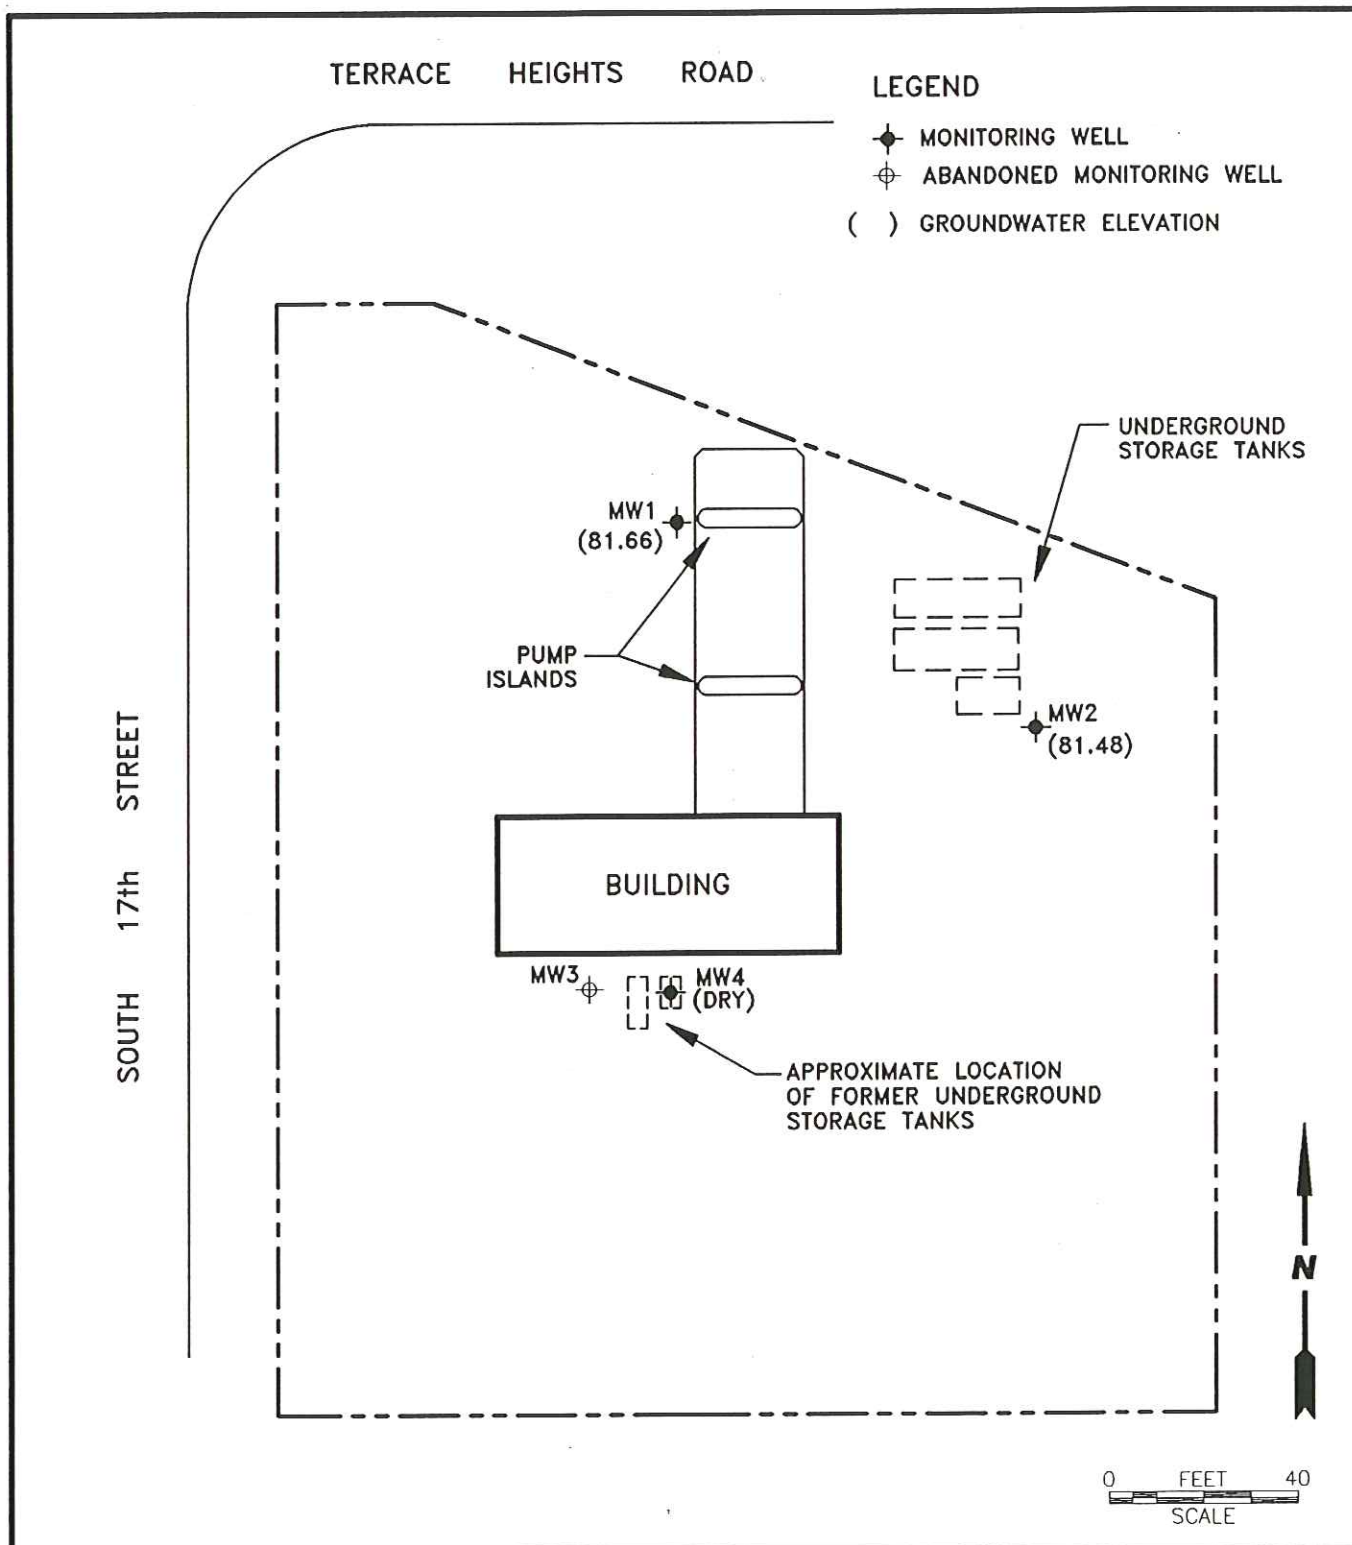 TERRACE HEIGHTS ROAD
LEGEND
MONITORING WELL
ABANDONED MONITORING WELL
( ) GROUNDWATER ELEVATION
UNDERGROUND
STORAGE TANKS
MW1
(81.66)
PUMP
ISLANDS
MW2
(81.48)
SOUTH 17th STREET
BUILDING
MW3
MW4
(DRY)
APPROXIMATE LOCATION
OF FORMER UNDERGROUND
STORAGE TANKS
N
0 FEET 40
SCALE